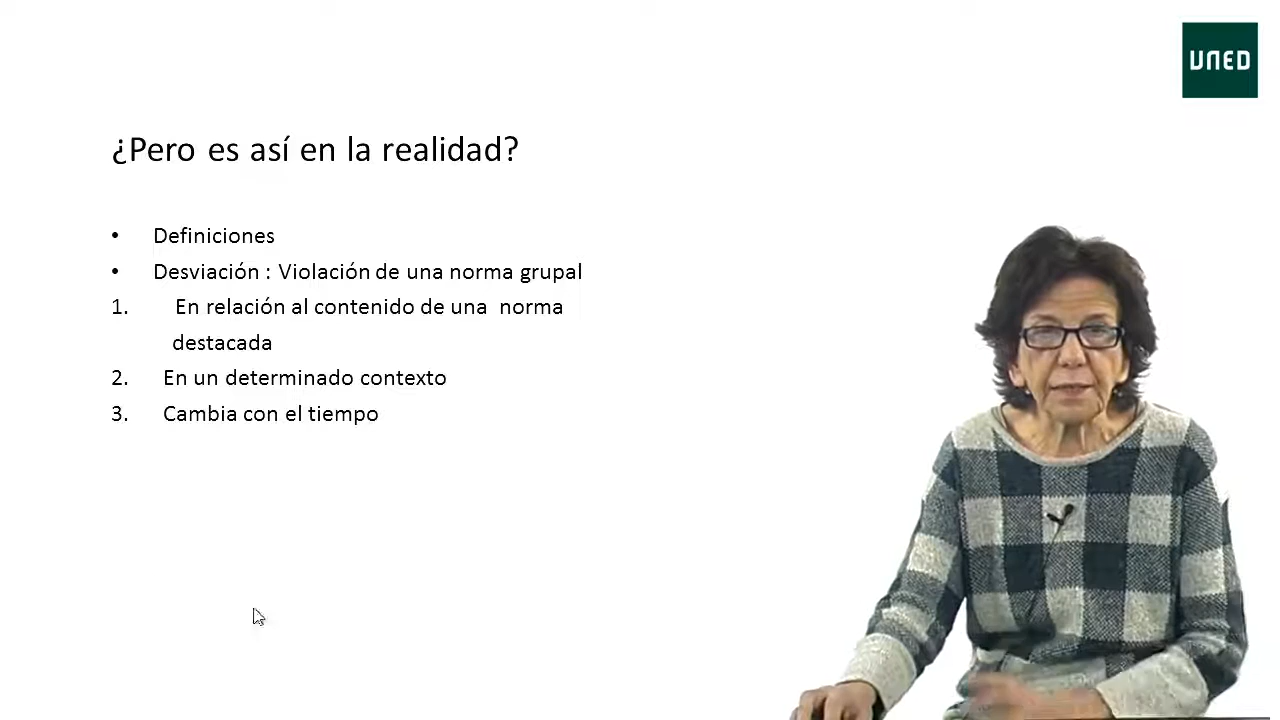 UNED
¿Pero es así en la realidad?
• Definiciones
• Desviación : Violación de una norma grupal
1. En relación al contenido de una norma
destacada
2. En un determinado contexto
3. Cambia con el tiempo